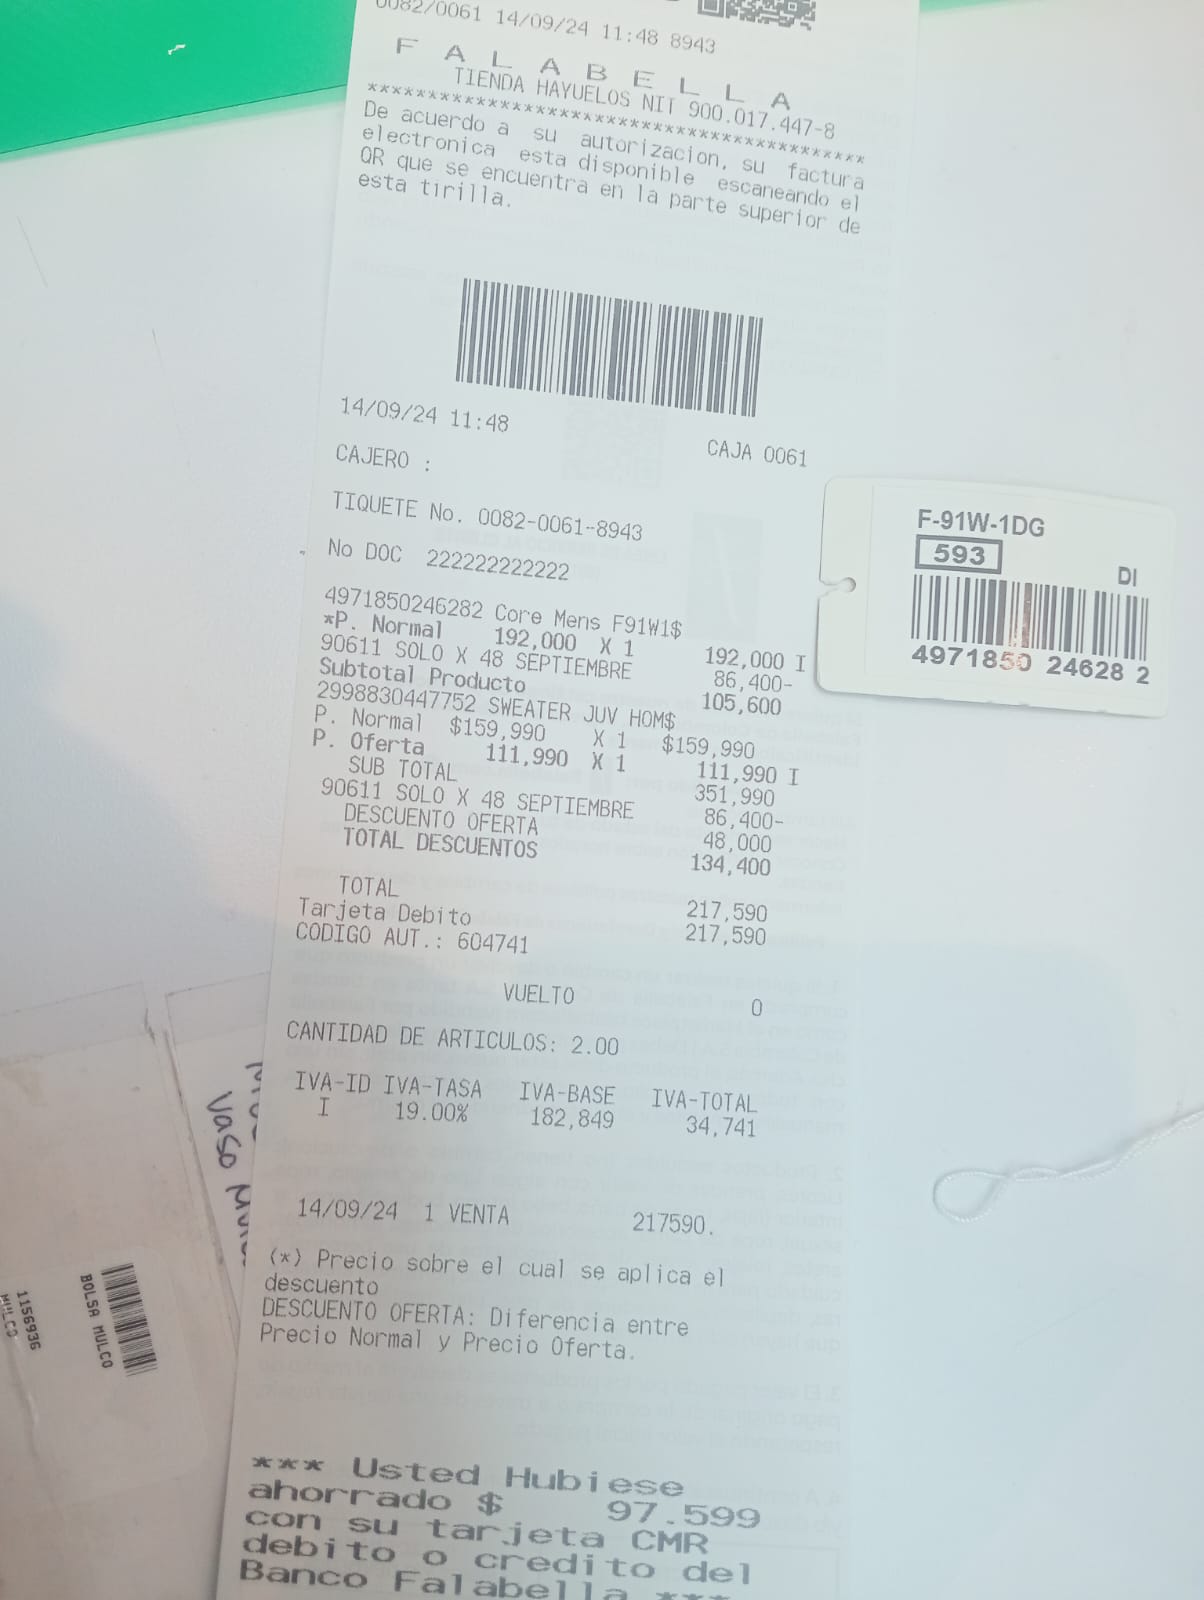 0082/0061 14/09/24 11:48 8943
F A L A B E L L A
TIENDA HAYUELOS NIT 900.017.447-8
******************************************
De acuerdo a su autorizacion, su factura
electronica esta disponible escaneando el
QR que se encuentra en la parte superior de
esta tirilla.
14/09/24 11:48 CAJA 0061
CAJERO :
TIQUETE No. 0082-0061-8943
No DOC 222222222222
4971850246282 Core Mens F91W1$
*P. Normal 192,000 X 1 192,000 I
90611 SOLO X 48 SEPTIEMBRE 86,400-
Subtotal Producto 105,600
2998830447752 SWEATER JUV HOM$
P. Normal $159,990 X 1 $159,990
P. Oferta 111,990 X 1 111,990 I
SUB TOTAL 351,990
90611 SOLO X 48 SEPTIEMBRE 86,400-
DESCUENTO OFERTA 48,000
TOTAL DESCUENTOS 134,400
TOTAL 217,590
Tarjeta Debito 217,590
CODIGO AUT.: 604741
VUELTO 0
CANTIDAD DE ARTICULOS: 2.00
IVA-ID IVA-TASA IVA-BASE IVA-TOTAL
I 19.00% 182,849 34,741
14/09/24 1 VENTA 217590.
(*) Precio sobre el cual se aplica el
descuento
DESCUENTO OFERTA: Diferencia entre
Precio Normal y Precio Oferta.
*** Usted Hubiese
ahorrado $ 97.599
con su tarjeta CMR
debito o credito del
Banco Falabella ***
F-91W-1DG
593
DI
4971850 24628 2
Vaso
BOLSA MULCO
1156936
MULCO